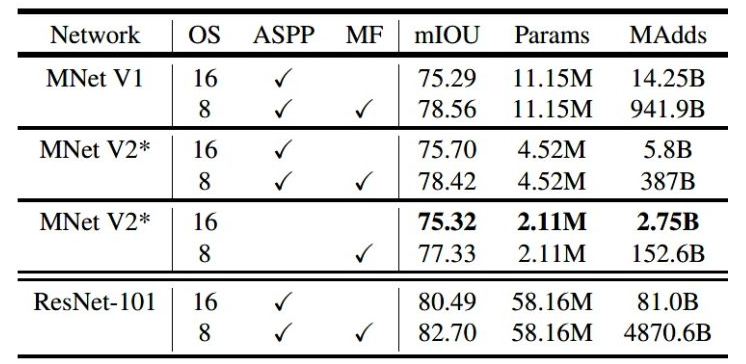 Network OS ASPP MF mIOU Params MAdds
MNet V1 16 ✓ 75.29 11.15M 14.25B
8 ✓ ✓ 78.56 11.15M 941.9B
MNet V2* 16 ✓ 75.70 4.52M 5.8B
8 ✓ ✓ 78.42 4.52M 387B
MNet V2* 16 75.32 2.11M 2.75B
8 ✓ 77.33 2.11M 152.6B
ResNet-101 16 ✓ 80.49 58.16M 81.0B
8 ✓ ✓ 82.70 58.16M 4870.6B